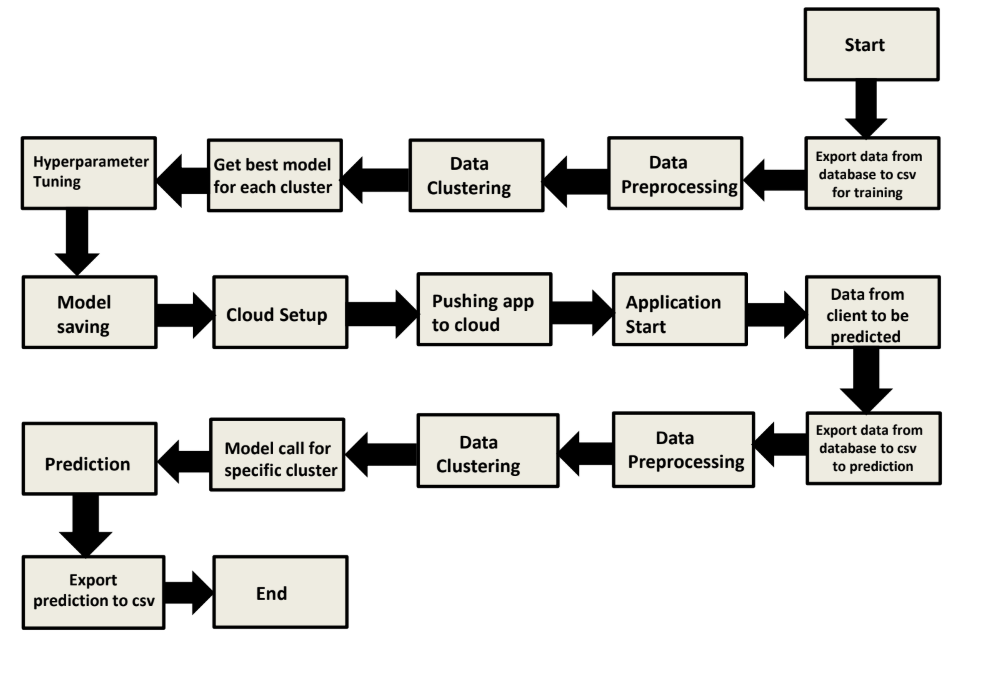 Start
Export data from
database to csv
for training
Data
Preprocessing
Data
Clustering
Get best model
for each cluster
Hyperparameter
Tuning
Model
saving
Cloud Setup
Pushing app
to cloud
Application
Start
Data from
client to be
predicted
Export data from
database to csv
to prediction
Data
Preprocessing
Data
Clustering
Model call for
specific cluster
Prediction
Export
prediction to csv
End